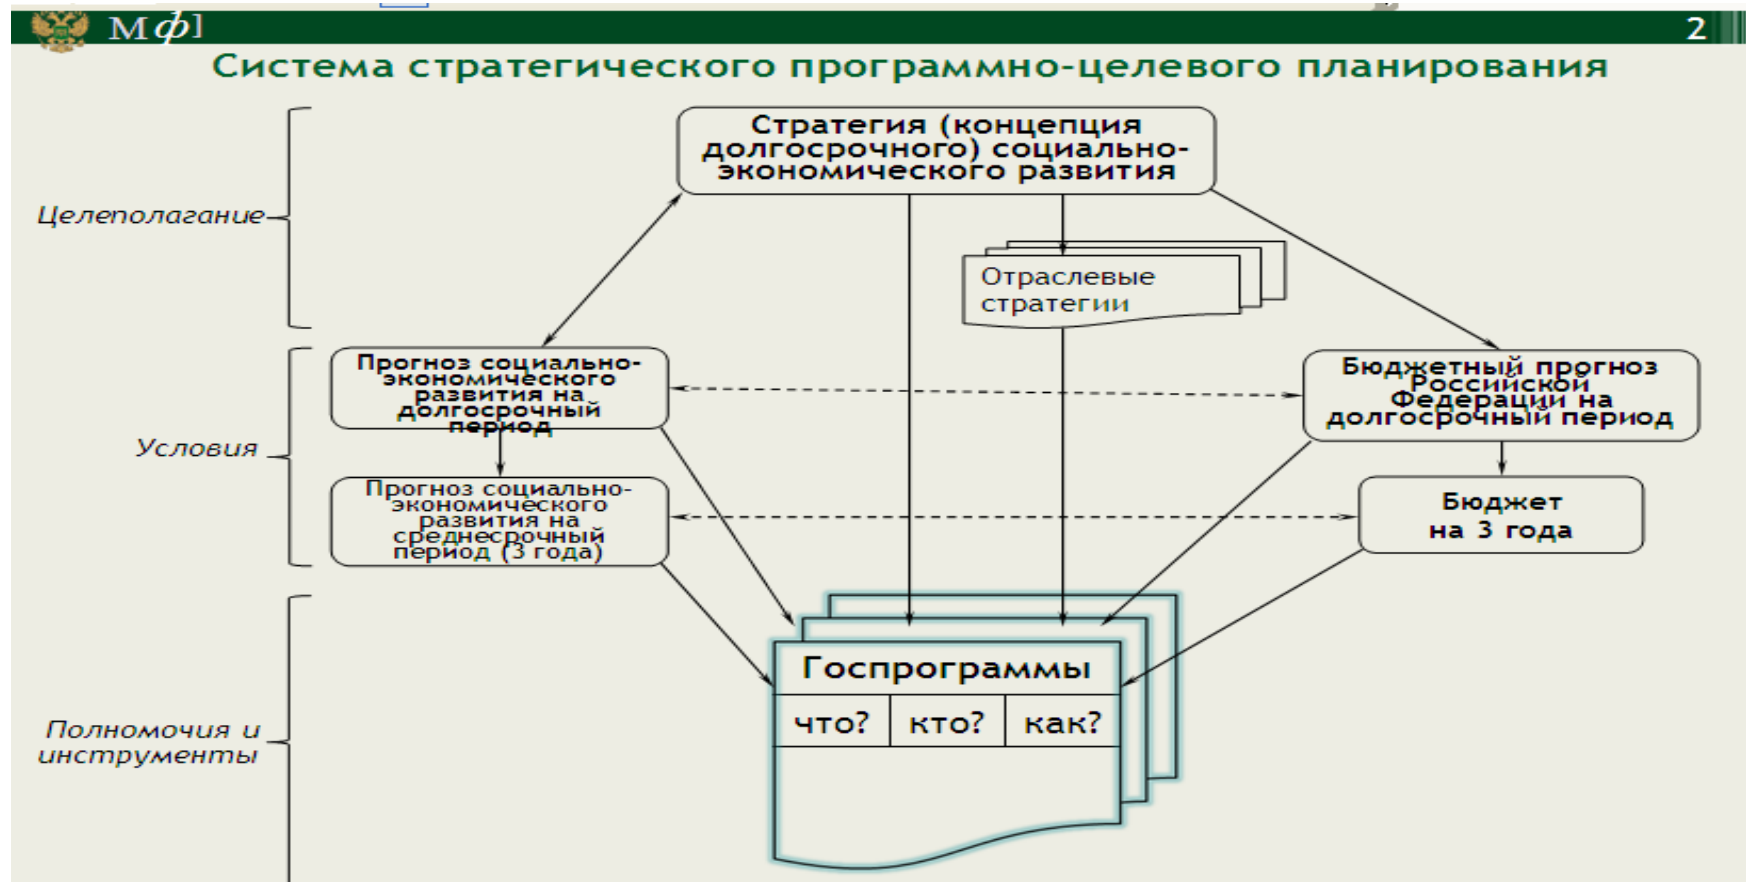 Мф]
2
Система стратегического программно-целевого планирования
Стратегия (концепция
долгосрочного) социально-
экономического развития
Целеполагание
Отраслевые
стратегии
Прогноз социально-
экономического
развития на
долгосрочный
период
Бюджетный прогноз
Российской
Федерации на
долгосрочный период
Условия
Прогноз социально-
экономического
развития на
среднесрочный
период (3 года)
Бюджет
на 3 года
Госпрограммы
что? кто? как?
Полномочия и
инструменты